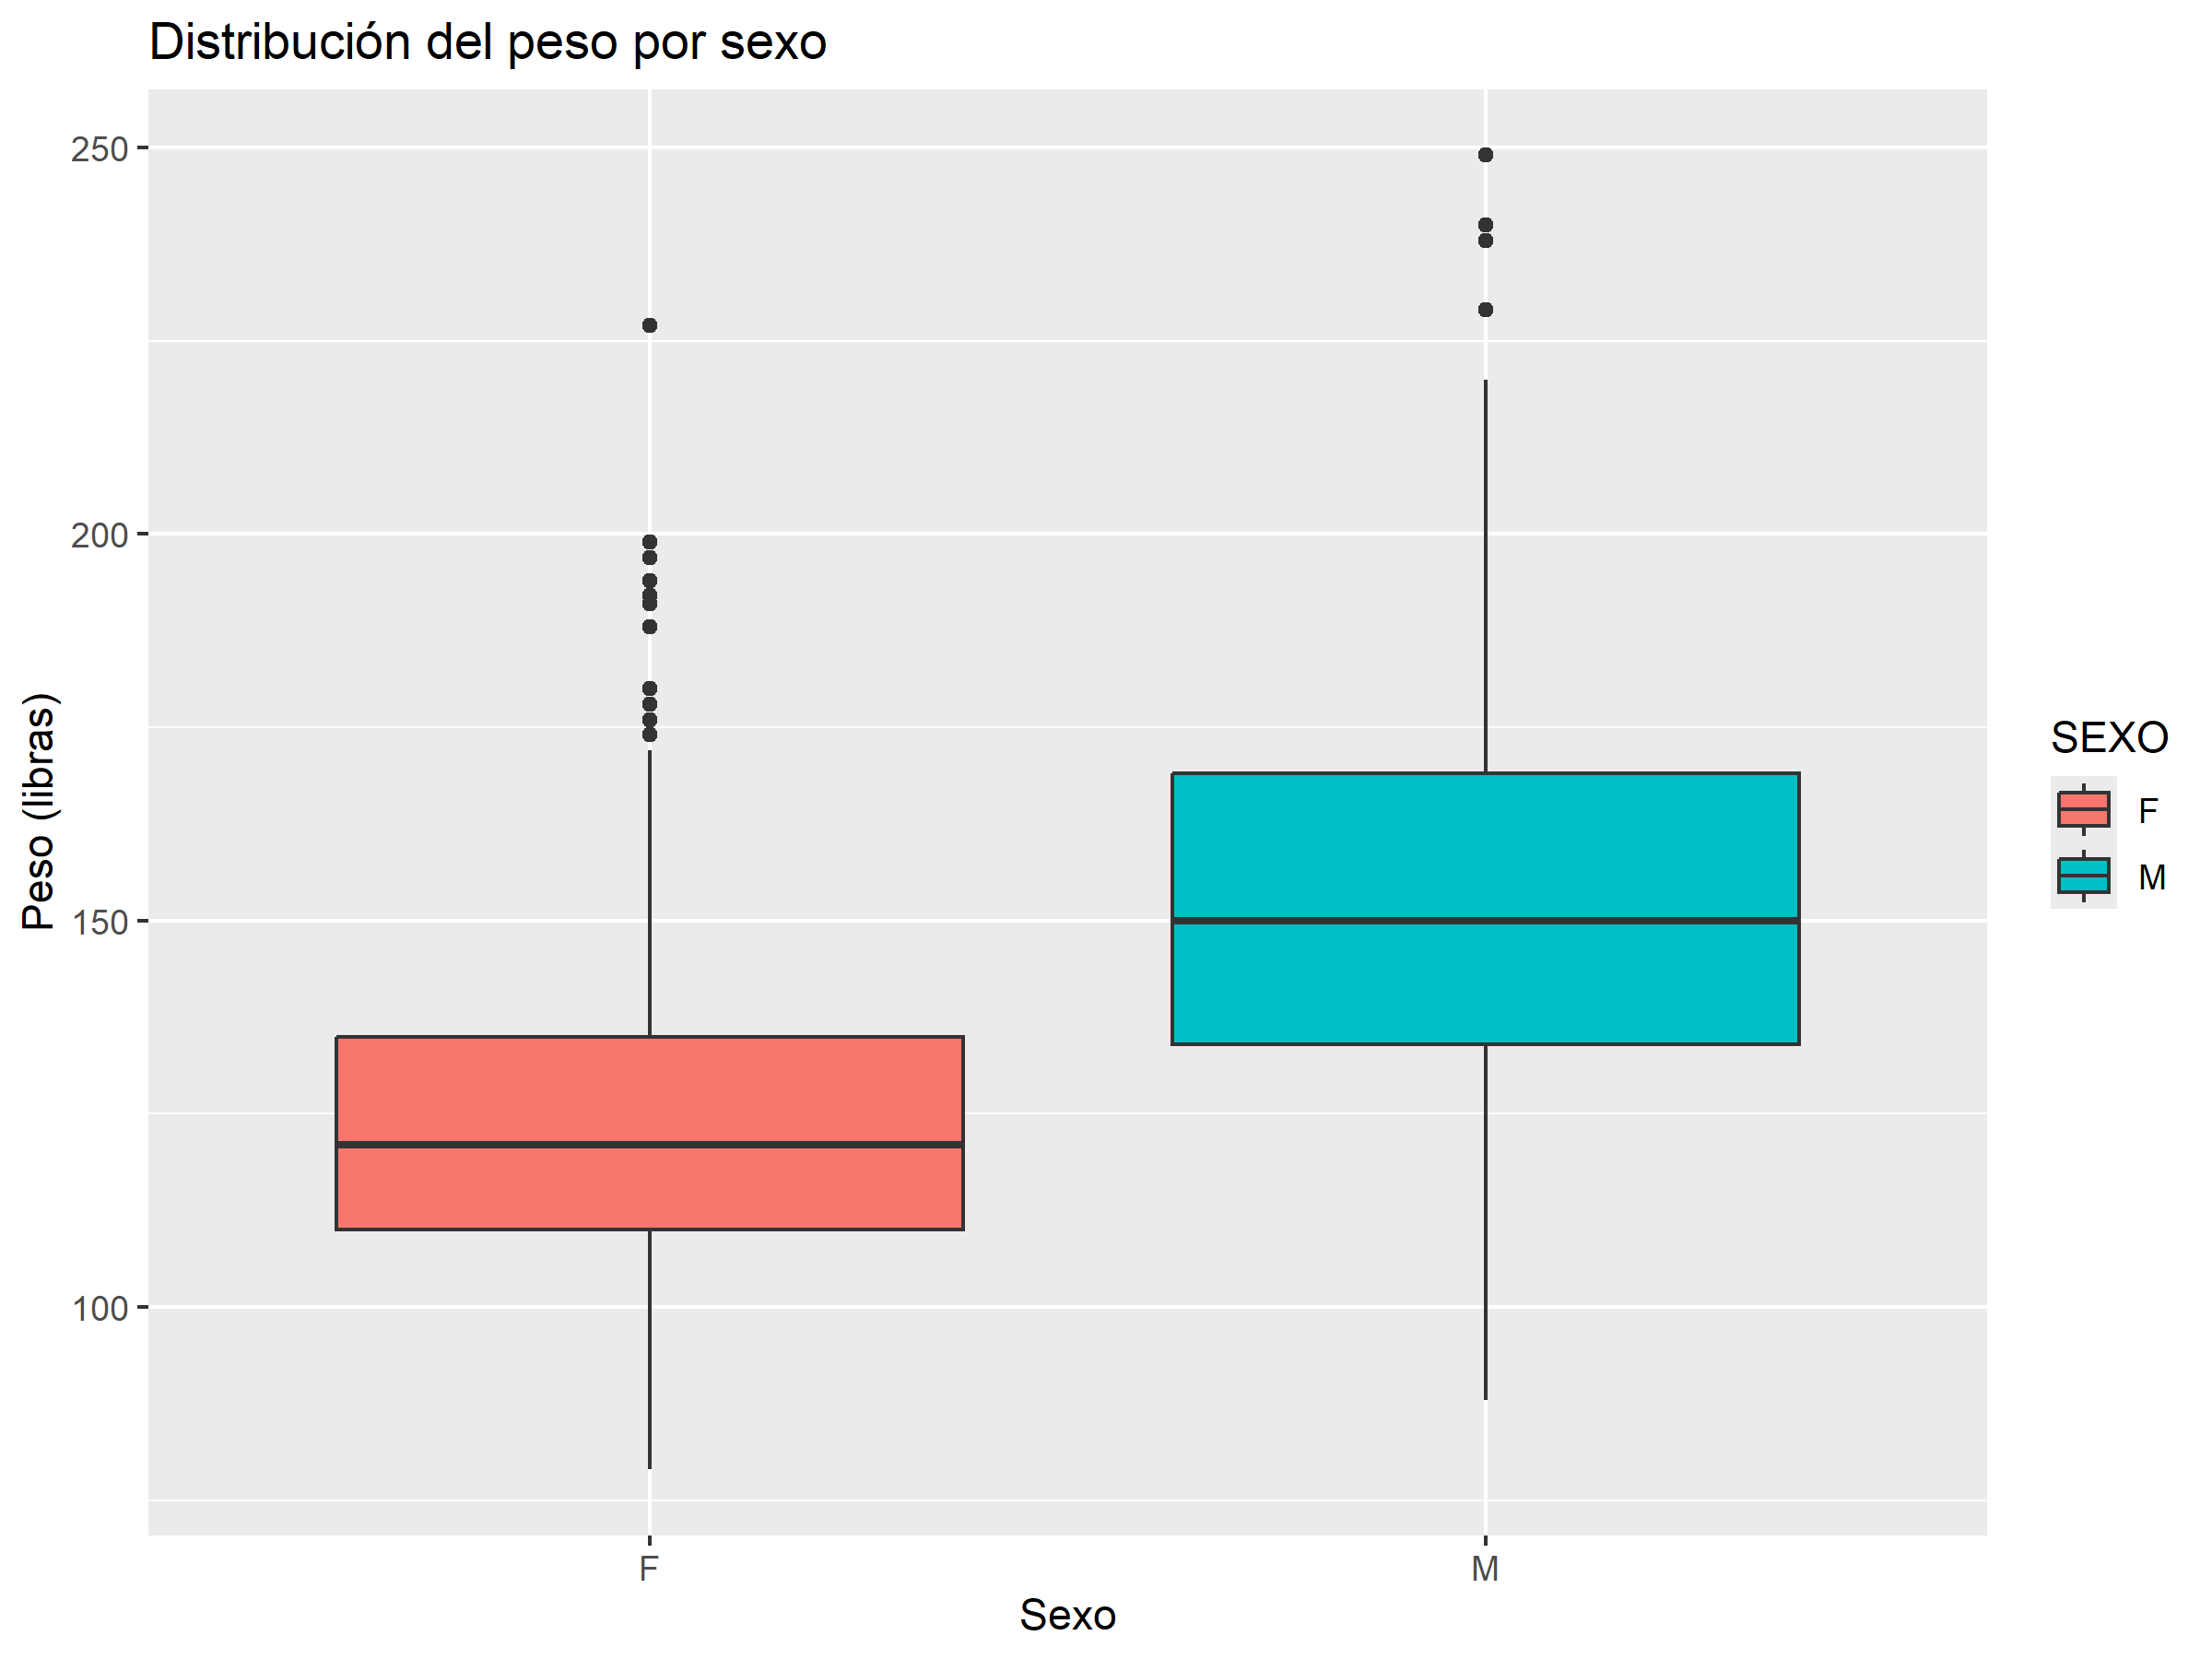 Distribución del peso por sexo
250
200
150
100
Peso (libras)
F
M
Sexo
SEXO
F
M